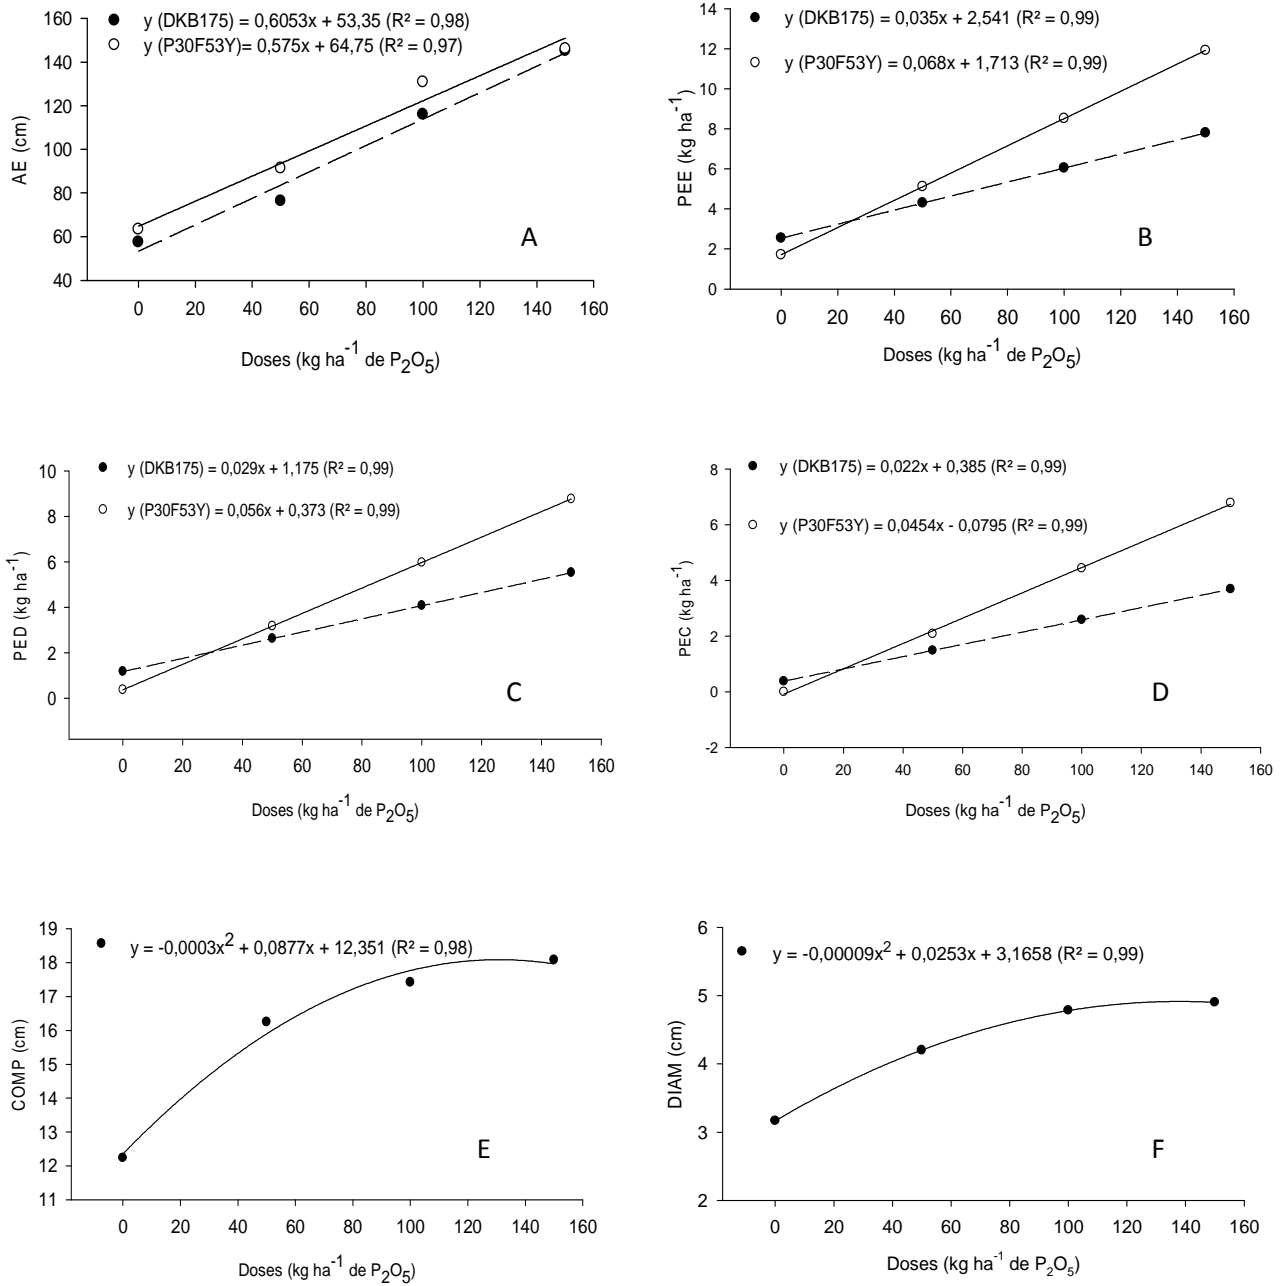 y (DKB175) = 0,6053x + 53,35 (R² = 0,98)
y (P30F53Y)= 0,575x + 64,75 (R² = 0,97)
160
140
120
100
80
60
40
AE (cm)
A
0 20 40 60 80 100 120 140 160
Doses (kg ha⁻¹ de P₂O₅)
y (DKB175) = 0,035x + 2,541 (R² = 0,99)
y (P30F53Y) = 0,068x + 1,713 (R² = 0,99)
14
12
10
8
6
4
2
0
PEE (kg ha⁻¹)
B
0 20 40 60 80 100 120 140 160
Doses (kg ha⁻¹ de P₂O₅)
y (DKB175) = 0,029x + 1,175 (R² = 0,99)
y (P30F53Y) = 0,056x + 0,373 (R² = 0,99)
10
8
6
4
2
0
PED (kg ha⁻¹)
C
0 20 40 60 80 100 120 140 160
Doses (kg ha⁻¹ de P₂O₅)
y (DKB175) = 0,022x + 0,385 (R² = 0,99)
y (P30F53Y) = 0,0454x - 0,0795 (R² = 0,99)
8
6
4
2
0
-2
PEC (kg ha⁻¹)
D
0 20 40 60 80 100 120 140 160
Doses (kg ha⁻¹ de P₂O₅)
y = -0,0003x² + 0,0877x + 12,351 (R² = 0,98)
19
18
17
16
15
14
13
12
11
COMP (cm)
E
0 20 40 60 80 100 120 140 160
Doses (kg ha⁻¹ de P₂O₅)
y = -0,00009x² + 0,0253x + 3,1658 (R² = 0,99)
6
5
4
3
2
DIAM (cm)
F
0 20 40 60 80 100 120 140 160
Doses (kg ha⁻¹ de P₂O₅)